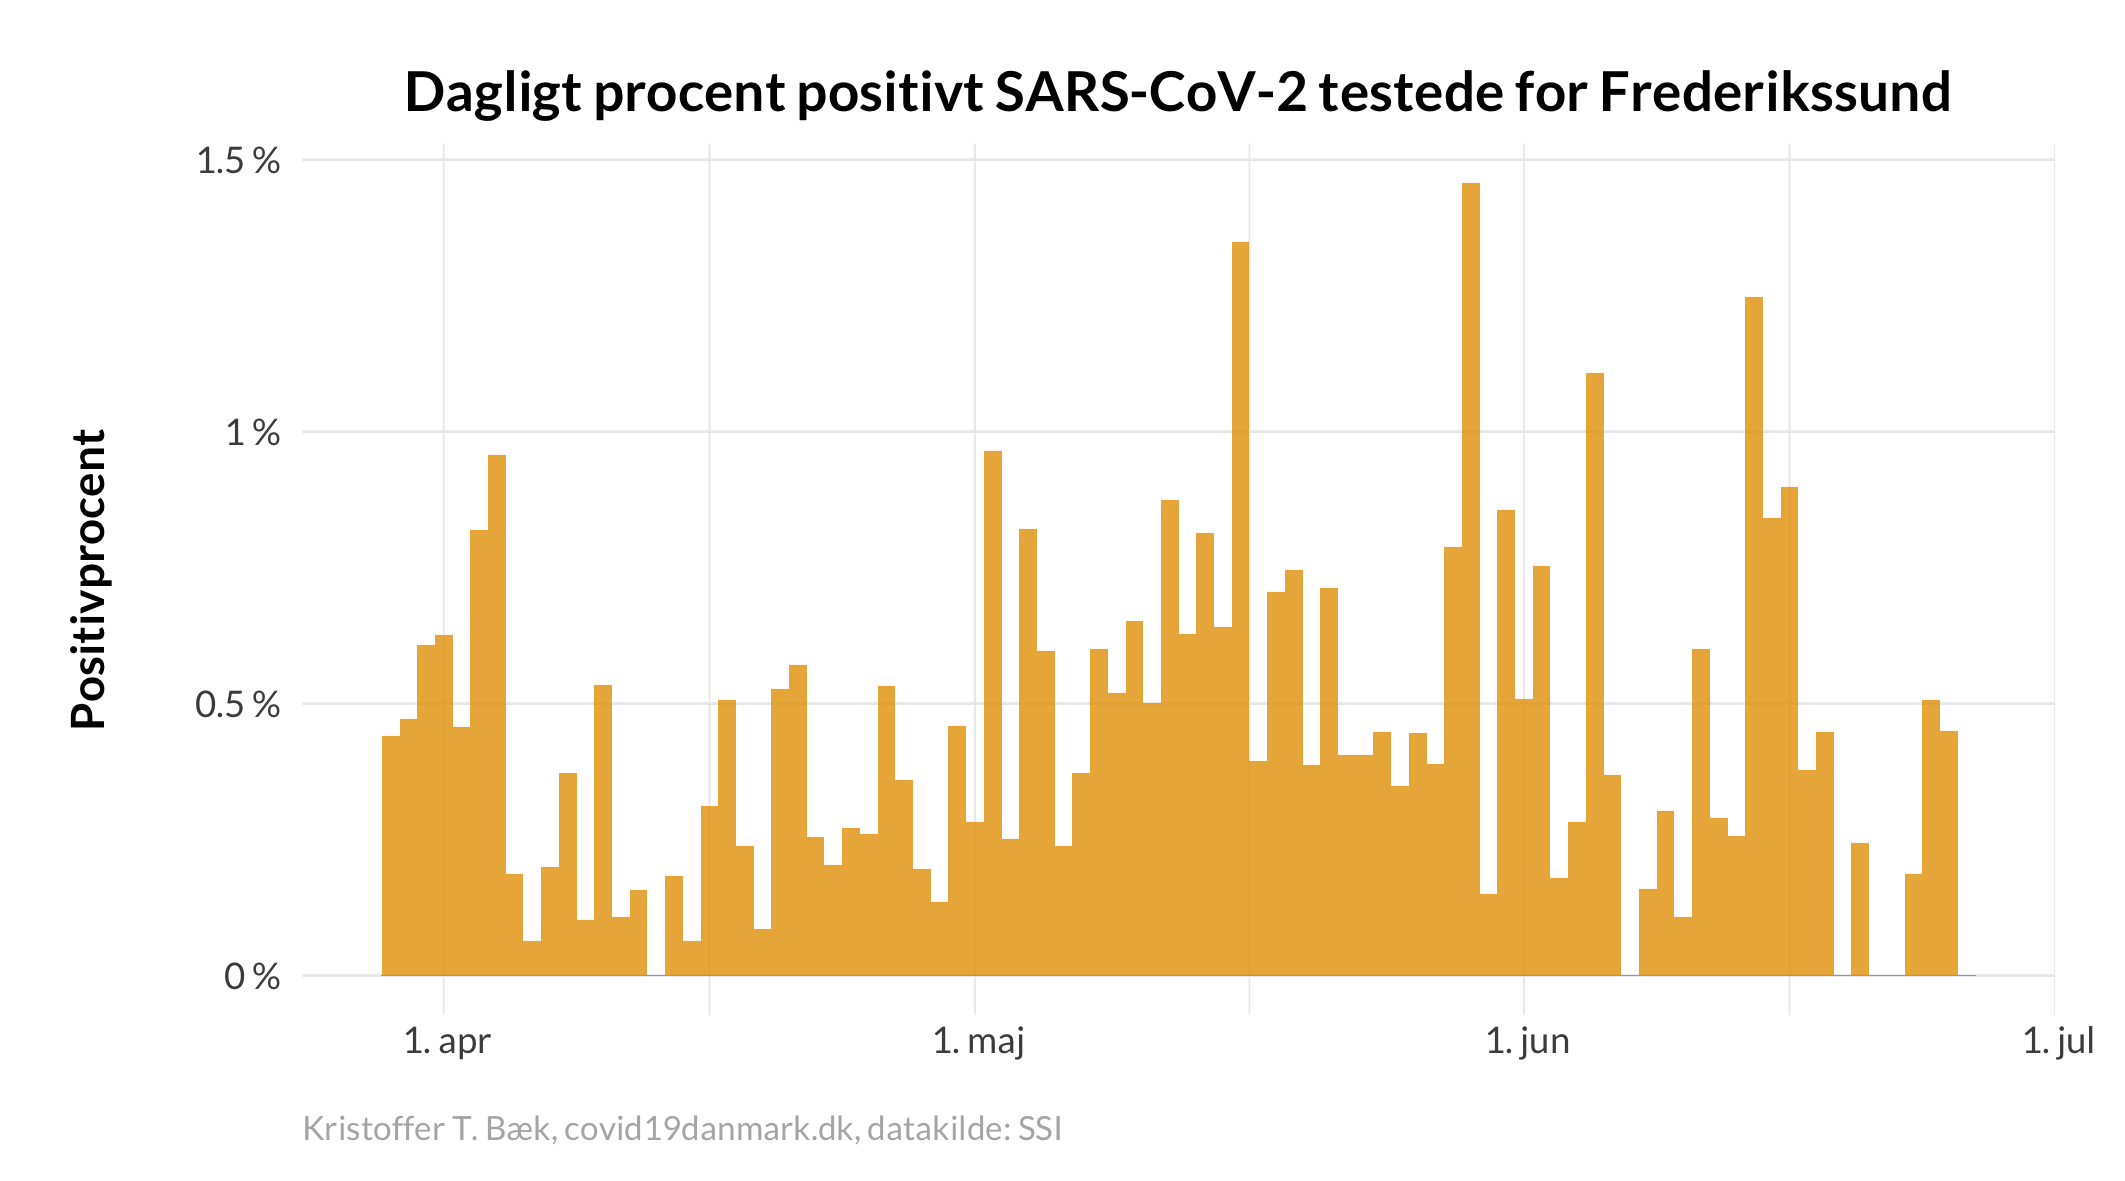 Dagligt procent positivt SARS-CoV-2 testede for Frederikssund
Positivprocent
1.5 %
1 %
0.5 %
0 %
1. apr
1. maj
1. jun
1. jul
Kristoffer T. Bæk, covid19danmark.dk, datakilde: SSI